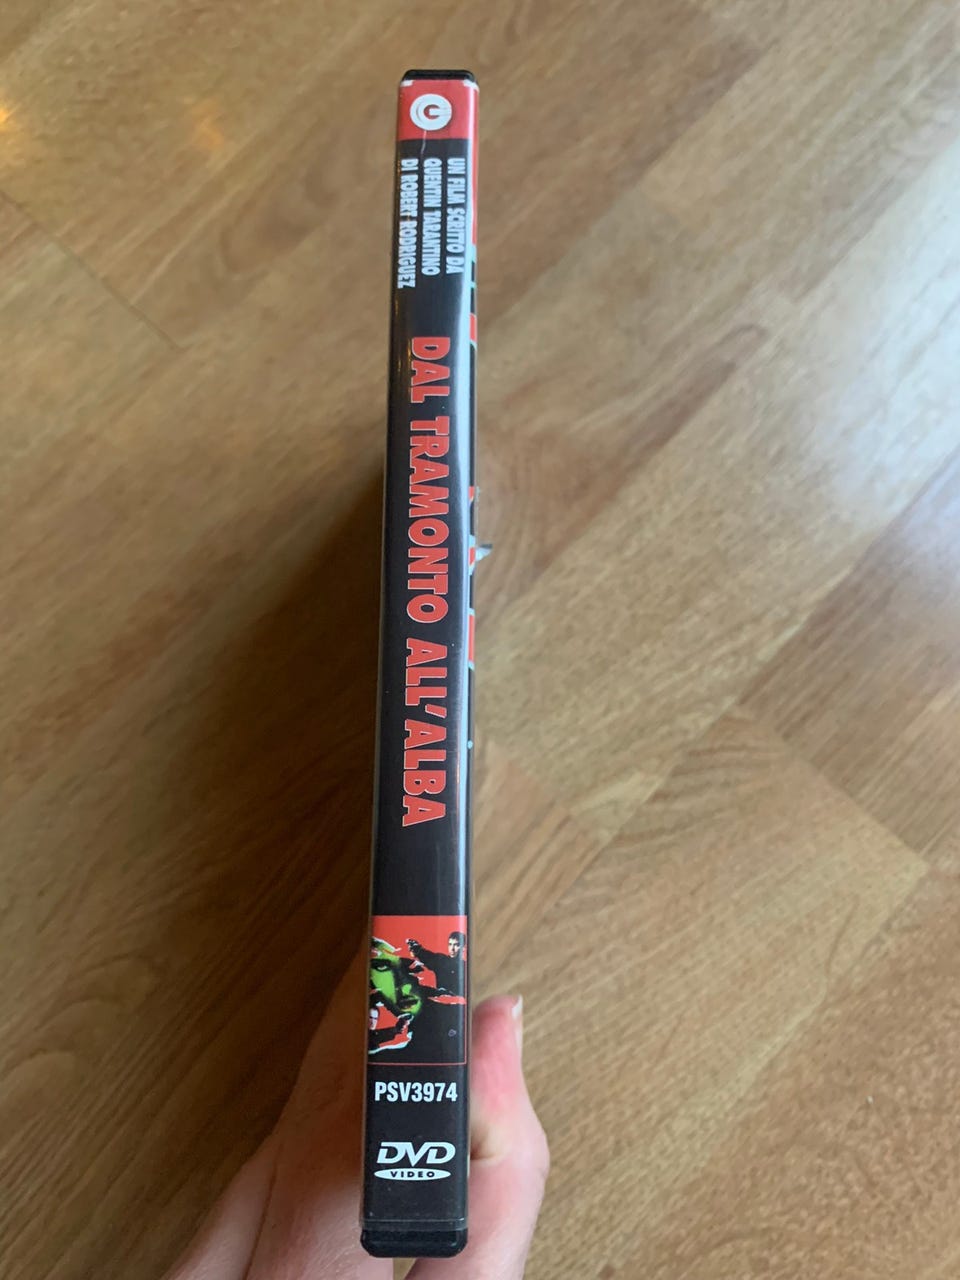 UN FILM SCRITTO DA
QUENTIN TARANTINO
DI ROBERT RODRIGUEZ
DAL TRAMONTO ALL'ALBA
PSV3974
DVD
VIDEO